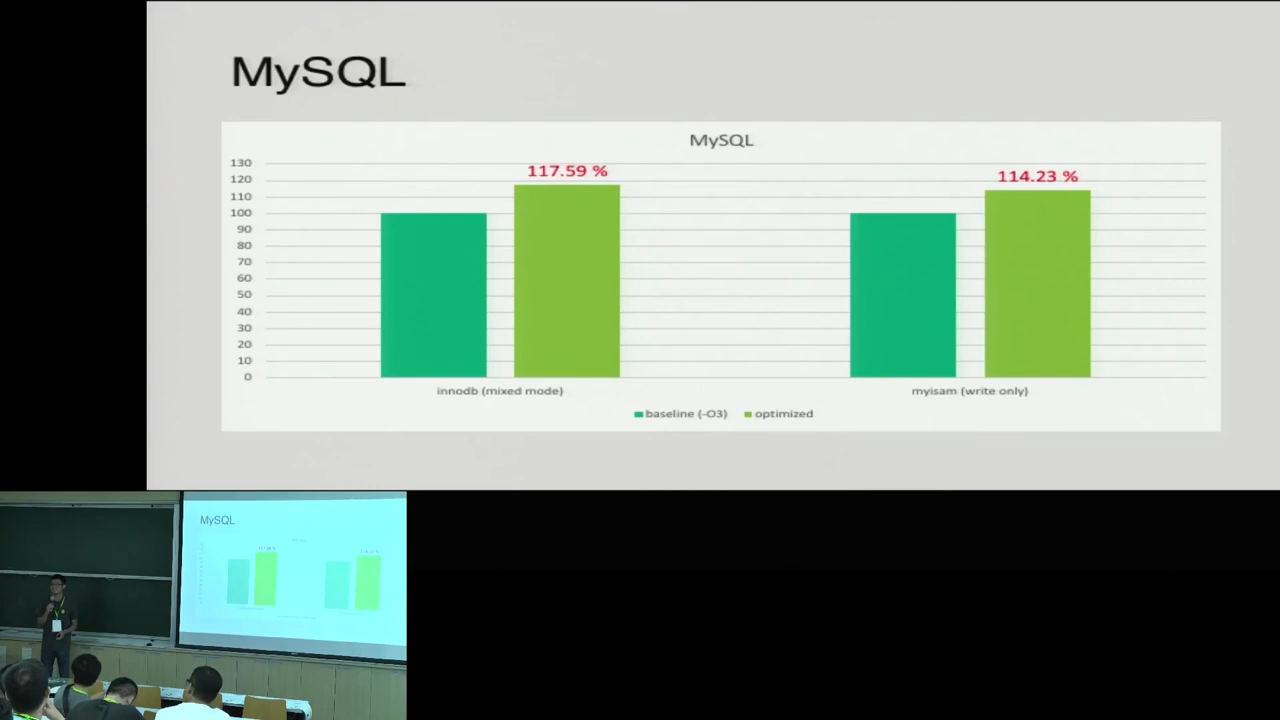 MySQL
MySQL
130
120
110
100
90
80
70
60
50
40
30
20
10
0
117.59 %
114.23 %
innodb (mixed mode)
myisam (write only)
baseline (-O3)
optimized
MySQL